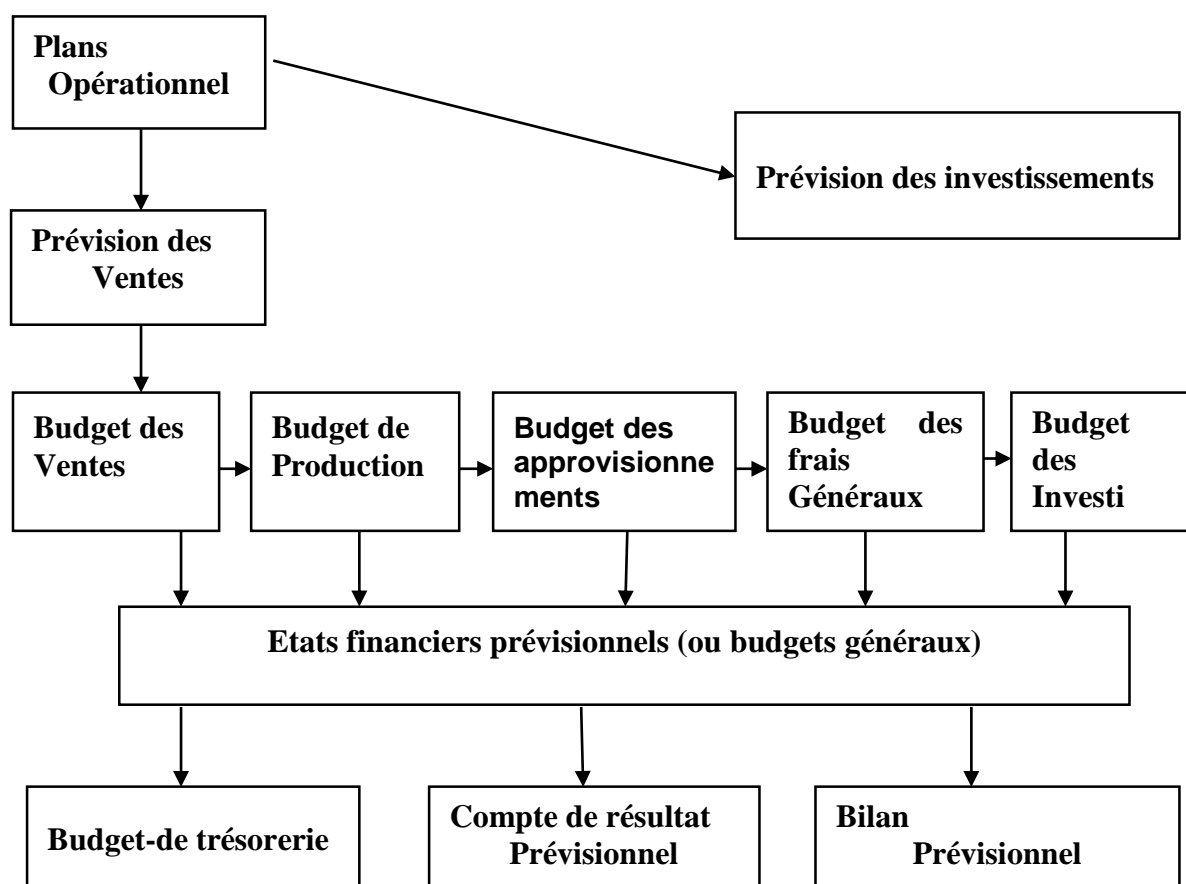 Plans
Opérationnel
Prévision des investissements
Prévision des
Ventes
Budget des
Ventes
Budget de
Production
Budget des
approvisionne
ments
Budget des
frais
Généraux
Budget
des
Investi
Etats financiers prévisionnels (ou budgets généraux)
Budget-de trésorerie
Compte de résultat
Prévisionnel
Bilan
Prévisionnel